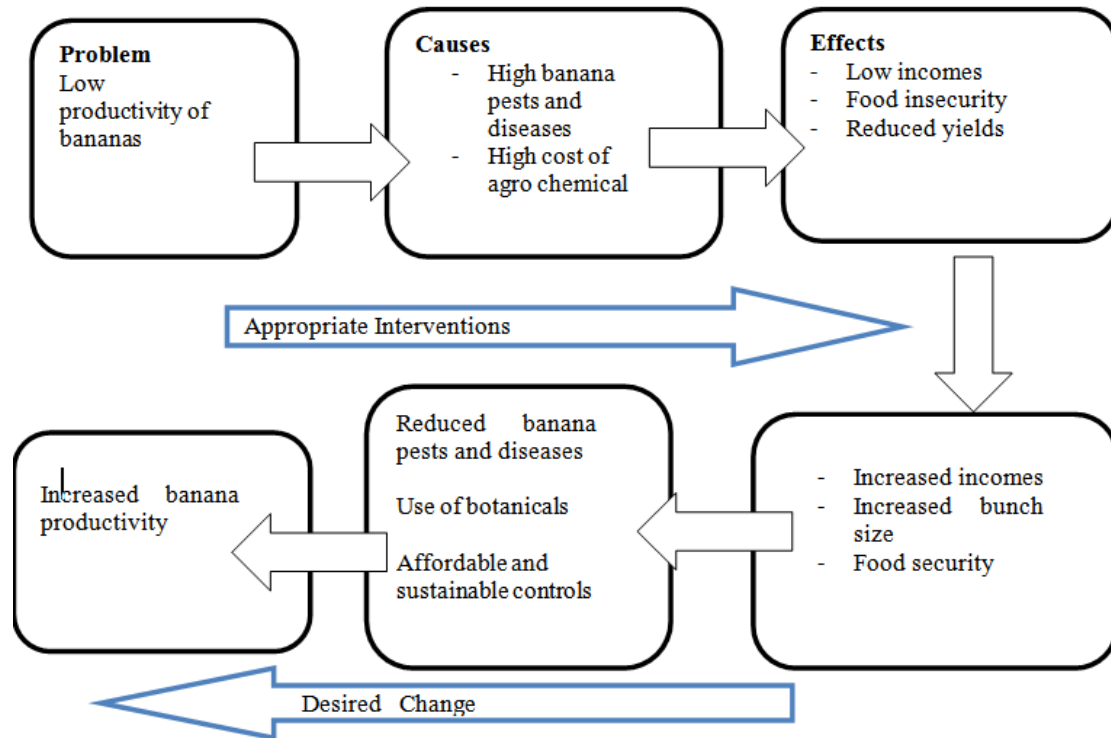 Problem
Low
productivity of
bananas
Causes
- High banana
pests and
diseases
- High cost of
agro chemical
Effects
- Low incomes
- Food insecurity
- Reduced yields
Appropriate Interventions
Increased banana
productivity
Reduced banana
pests and diseases
Use of botanicals
Affordable and
sustainable controls
- Increased incomes
- Increased bunch
size
- Food security
Desired Change